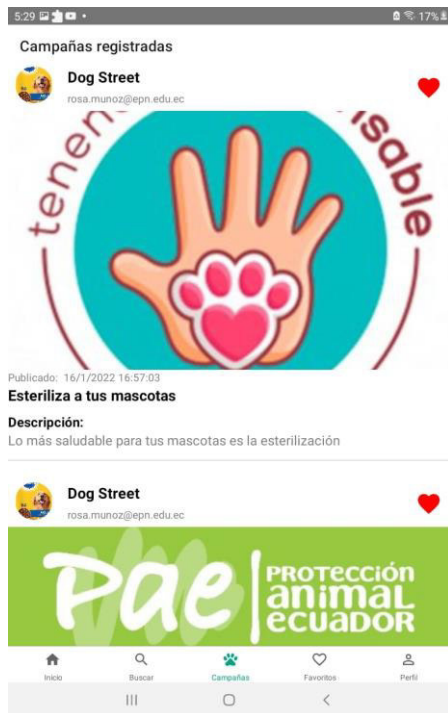 5:29
17%
Campañas registradas
Dog Street
rosa.munoz@epn.edu.ec
tenen
sable
Publicado: 16/1/2022 16:57:03
Esteriliza a tus mascotas
Descripción:
Lo más saludable para tus mascotas es la esterilización
Dog Street
rosa.munoz@epn.edu.ec
Pae
PROTECCIÓN
ANIMAL
ECUADOR
Inicio
Buscar
Campañas
Favoritos
Perfil